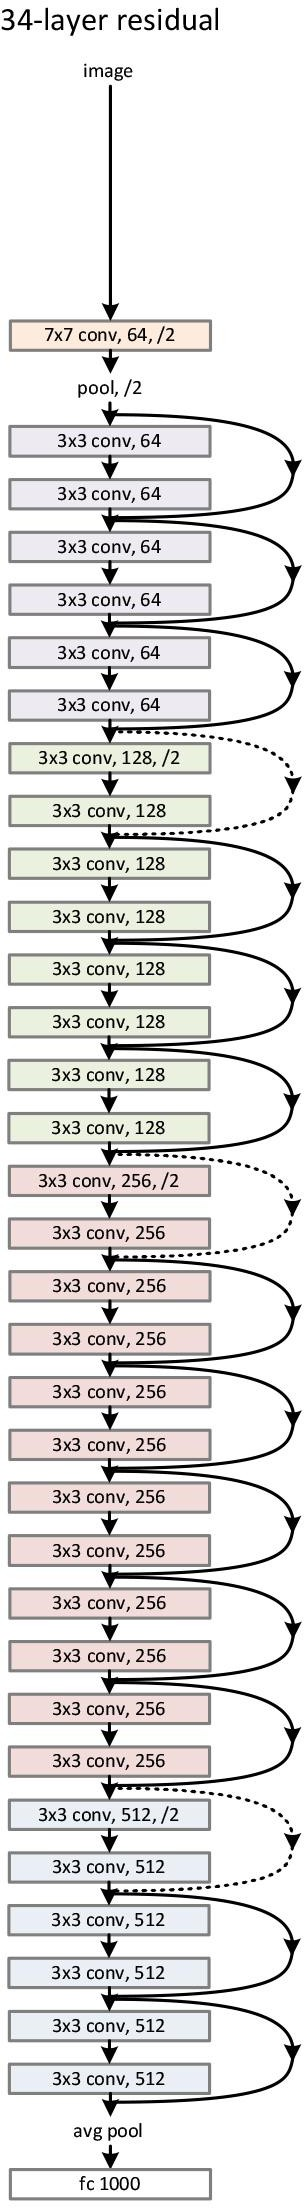 34-layer residual
image
7x7 conv, 64, /2
pool, /2
3x3 conv, 64
3x3 conv, 64
3x3 conv, 64
3x3 conv, 64
3x3 conv, 64
3x3 conv, 64
3x3 conv, 128, /2
3x3 conv, 128
3x3 conv, 128
3x3 conv, 128
3x3 conv, 128
3x3 conv, 128
3x3 conv, 128
3x3 conv, 128
3x3 conv, 256, /2
3x3 conv, 256
3x3 conv, 256
3x3 conv, 256
3x3 conv, 256
3x3 conv, 256
3x3 conv, 256
3x3 conv, 256
3x3 conv, 256
3x3 conv, 256
3x3 conv, 256
3x3 conv, 256
3x3 conv, 512, /2
3x3 conv, 512
3x3 conv, 512
3x3 conv, 512
3x3 conv, 512
3x3 conv, 512
avg pool
fc 1000